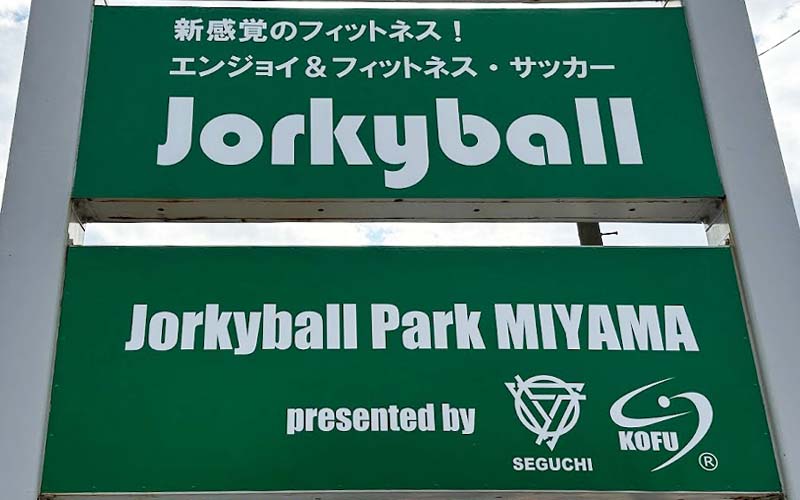 新感覚のフィットネス！
エンジョイ＆フィットネス・サッカー
Jorkyball
Jorkyball Park MIYAMA
presented by
SEGUCHI
KOFU ®